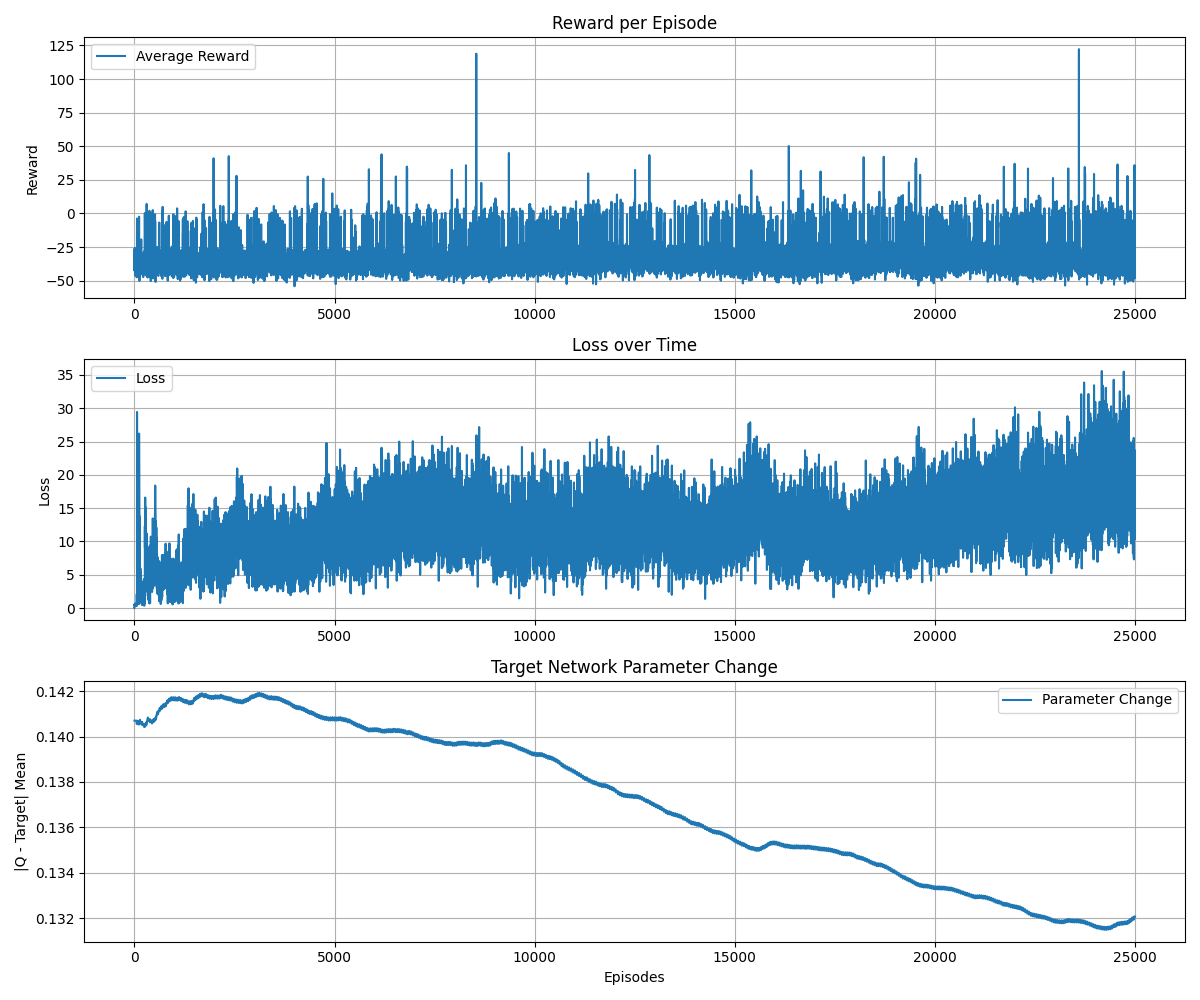 Reward per Episode
Average Reward
Reward
125
100
75
50
25
0
−25
−50
0 5000 10000 15000 20000 25000
Loss over Time
Loss
Loss
35
30
25
20
15
10
5
0
0 5000 10000 15000 20000 25000
Target Network Parameter Change
Parameter Change
|Q - Target| Mean
0.142
0.140
0.138
0.136
0.134
0.132
0 5000 10000 15000 20000 25000
Episodes